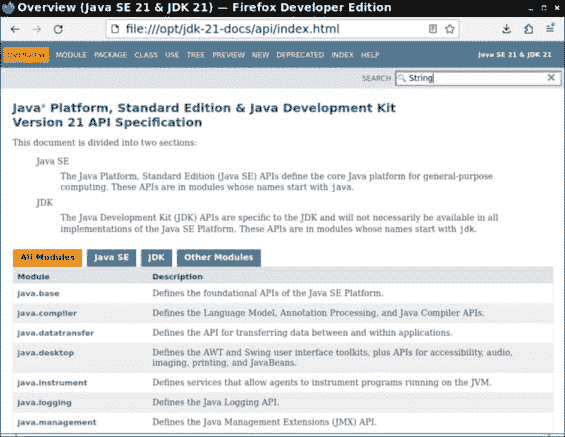 Overview (Java SE 21 & JDK 21) — Firefox Developer Edition
file:///opt/jdk-21-docs/api/index.html
OVERVIEW MODULE PACKAGE CLASS USE TREE PREVIEW NEW DEPRECATED INDEX HELP Java SE 21 & JDK 21
SEARCH String
Java® Platform, Standard Edition & Java Development Kit
Version 21 API Specification
This document is divided into two sections:
Java SE
The Java Platform, Standard Edition (Java SE) APIs define the core Java platform for general-purpose
computing. These APIs are in modules whose names start with java.
JDK
The Java Development Kit (JDK) APIs are specific to the JDK and will not necessarily be available in all
implementations of the Java SE Platform. These APIs are in modules whose names start with jdk.
All Modules Java SE JDK Other Modules
Module Description
java.base Defines the foundational APIs of the Java SE Platform.
java.compiler Defines the Language Model, Annotation Processing, and Java Compiler APIs.
java.datatransfer Defines the API for transferring data between and within applications.
java.desktop Defines the AWT and Swing user interface toolkits, plus APIs for accessibility, audio,
imaging, printing, and JavaBeans.
java.instrument Defines services that allow agents to instrument programs running on the JVM.
java.logging Defines the Java Logging API.
java.management Defines the Java Management Extensions (JMX) API.